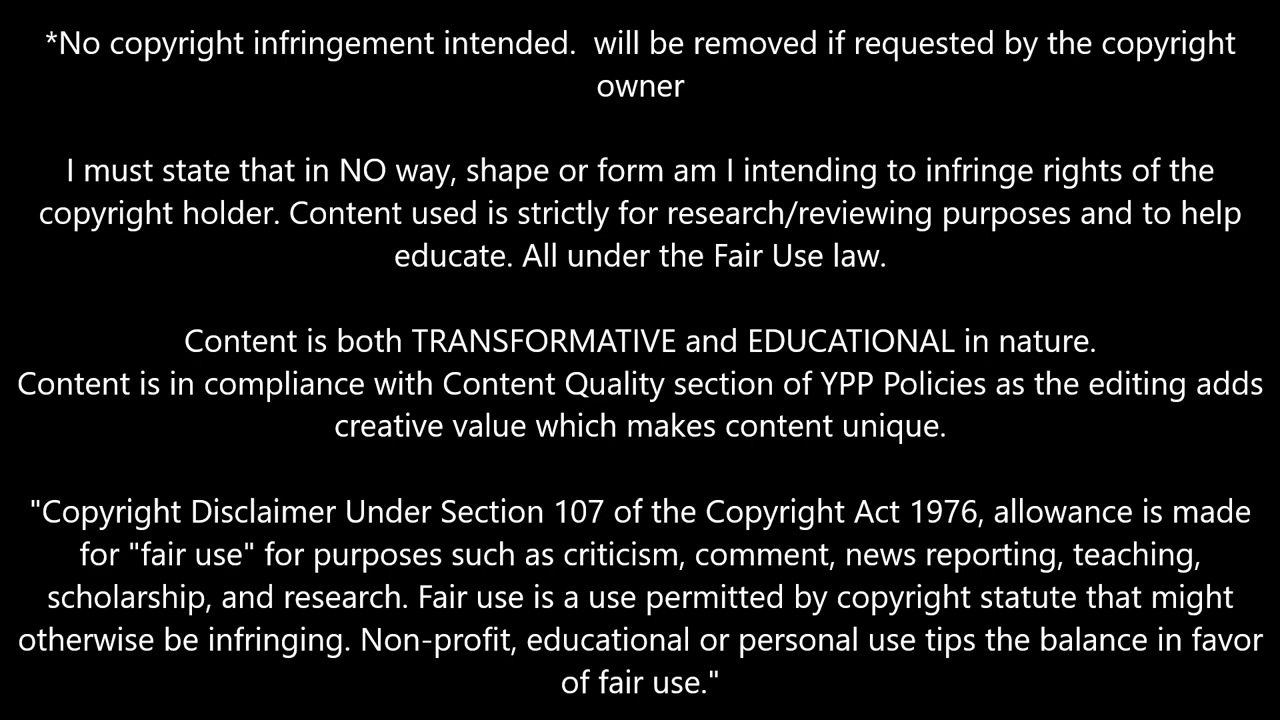 *No copyright infringement intended.  will be removed if requested by the copyright
owner
I must state that in NO way, shape or form am I intending to infringe rights of the
copyright holder. Content used is strictly for research/reviewing purposes and to help
educate. All under the Fair Use law.
Content is both TRANSFORMATIVE and EDUCATIONAL in nature.
Content is in compliance with Content Quality section of YPP Policies as the editing adds
creative value which makes content unique.
"Copyright Disclaimer Under Section 107 of the Copyright Act 1976, allowance is made
for "fair use" for purposes such as criticism, comment, news reporting, teaching,
scholarship, and research. Fair use is a use permitted by copyright statute that might
otherwise be infringing. Non-profit, educational or personal use tips the balance in favor
of fair use."